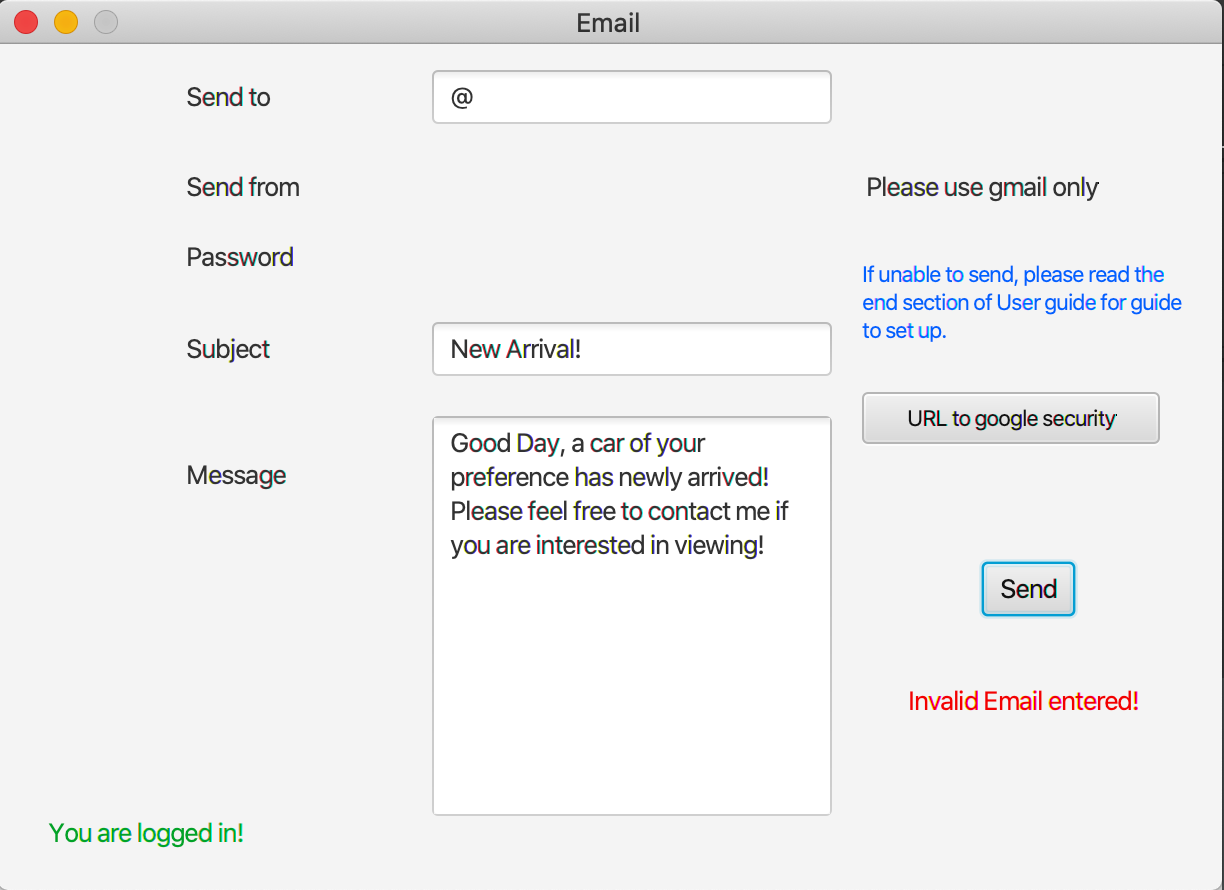 Email
Send to
@
Send from
Please use gmail only
Password
If unable to send, please read the
end section of User guide for guide
to set up.
Subject
New Arrival!
URL to google security
Message
Good Day, a car of your
preference has newly arrived!
Please feel free to contact me if
you are interested in viewing!
Send
Invalid Email entered!
You are logged in!